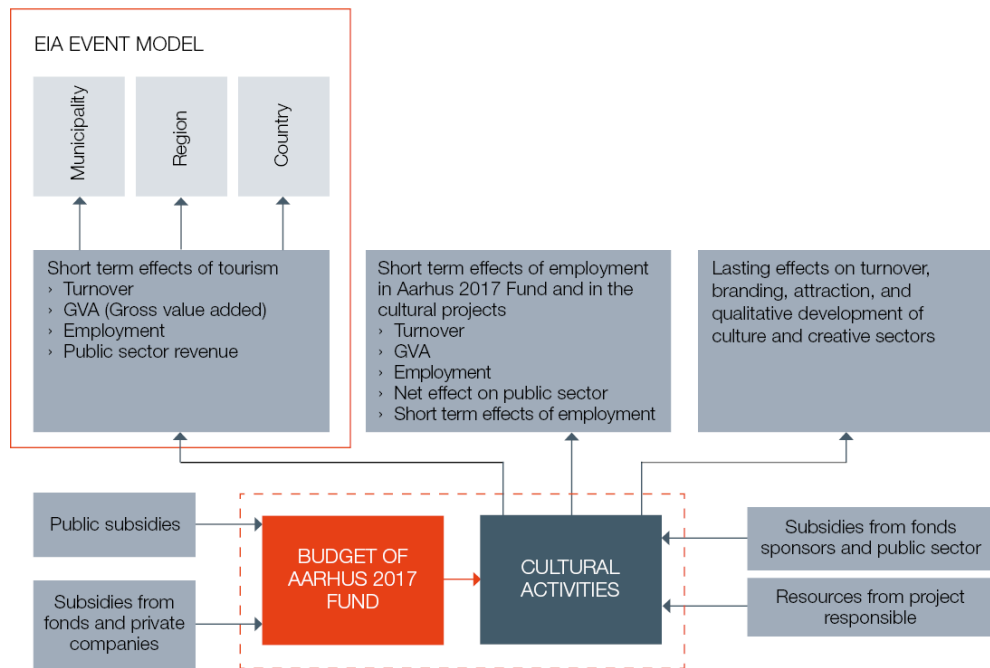 EIA EVENT MODEL
Municipality
Region
Country
Short term effects of tourism
› Turnover
› GVA (Gross value added)
› Employment
› Public sector revenue
Short term effects of employment
in Aarhus 2017 Fund and in the
cultural projects
› Turnover
› GVA
› Employment
› Net effect on public sector
› Short term effects of employment
Lasting effects on turnover,
branding, attraction, and
qualitative development of
culture and creative sectors
Public subsidies
Subsidies from
fonds and private
companies
BUDGET OF
AARHUS 2017
FUND
CULTURAL
ACTIVITIES
Subsidies from fonds
sponsors and public sector
Resources from project
responsible